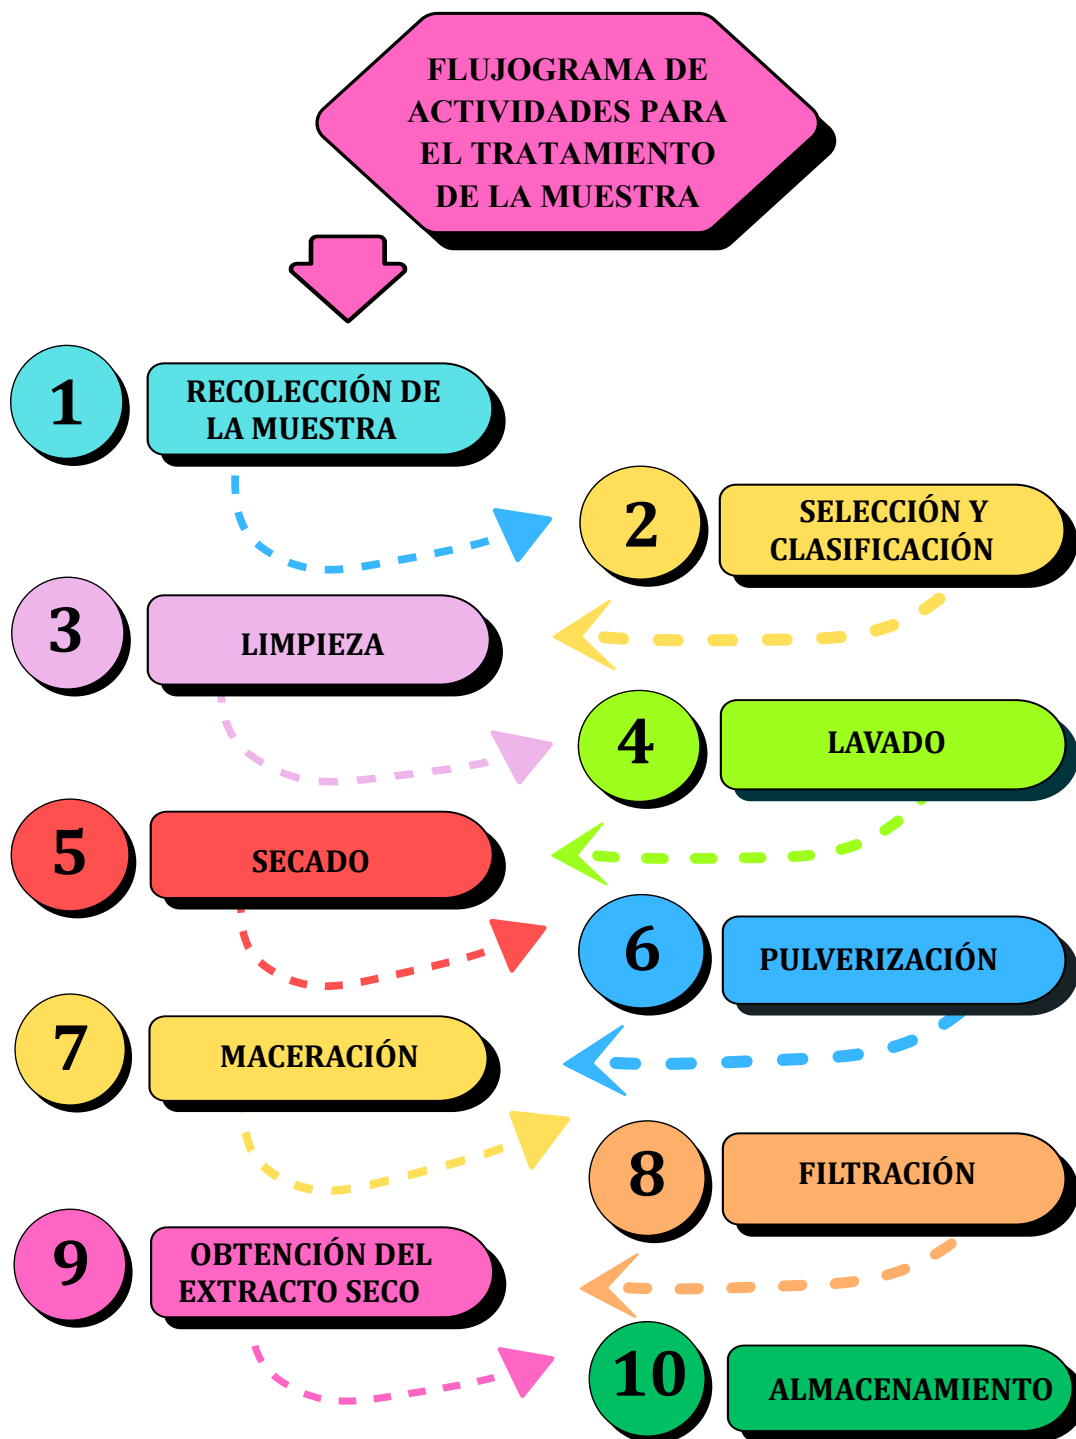 FLUJOGRAMA DE
ACTIVIDADES PARA
EL TRATAMIENTO
DE LA MUESTRA
1
RECOLECCIÓN DE
LA MUESTRA
2
SELECCIÓN Y
CLASIFICACIÓN
3
LIMPIEZA
4
LAVADO
5
SECADO
6
PULVERIZACIÓN
7
MACERACIÓN
8
FILTRACIÓN
9
OBTENCIÓN DEL
EXTRACTO SECO
10
ALMACENAMIENTO